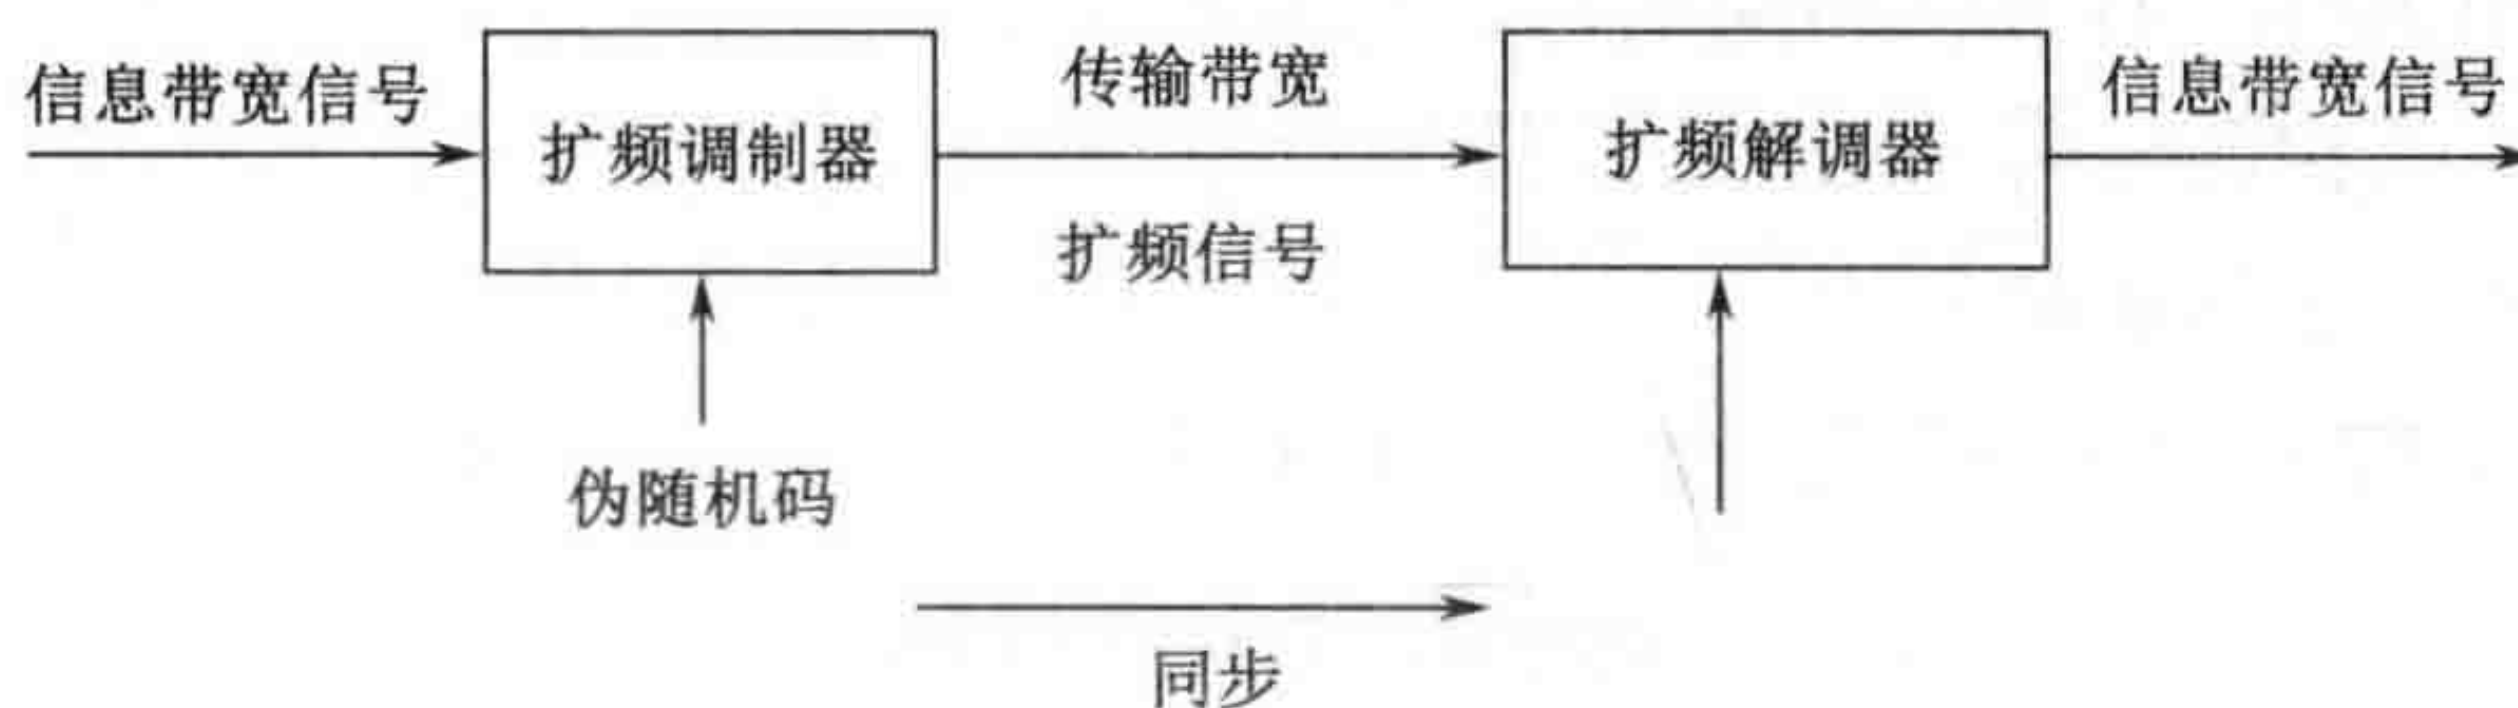 信息带宽信号
扩频调制器
传输带宽
扩频信号
扩频解调器
信息带宽信号
伪随机码
同步